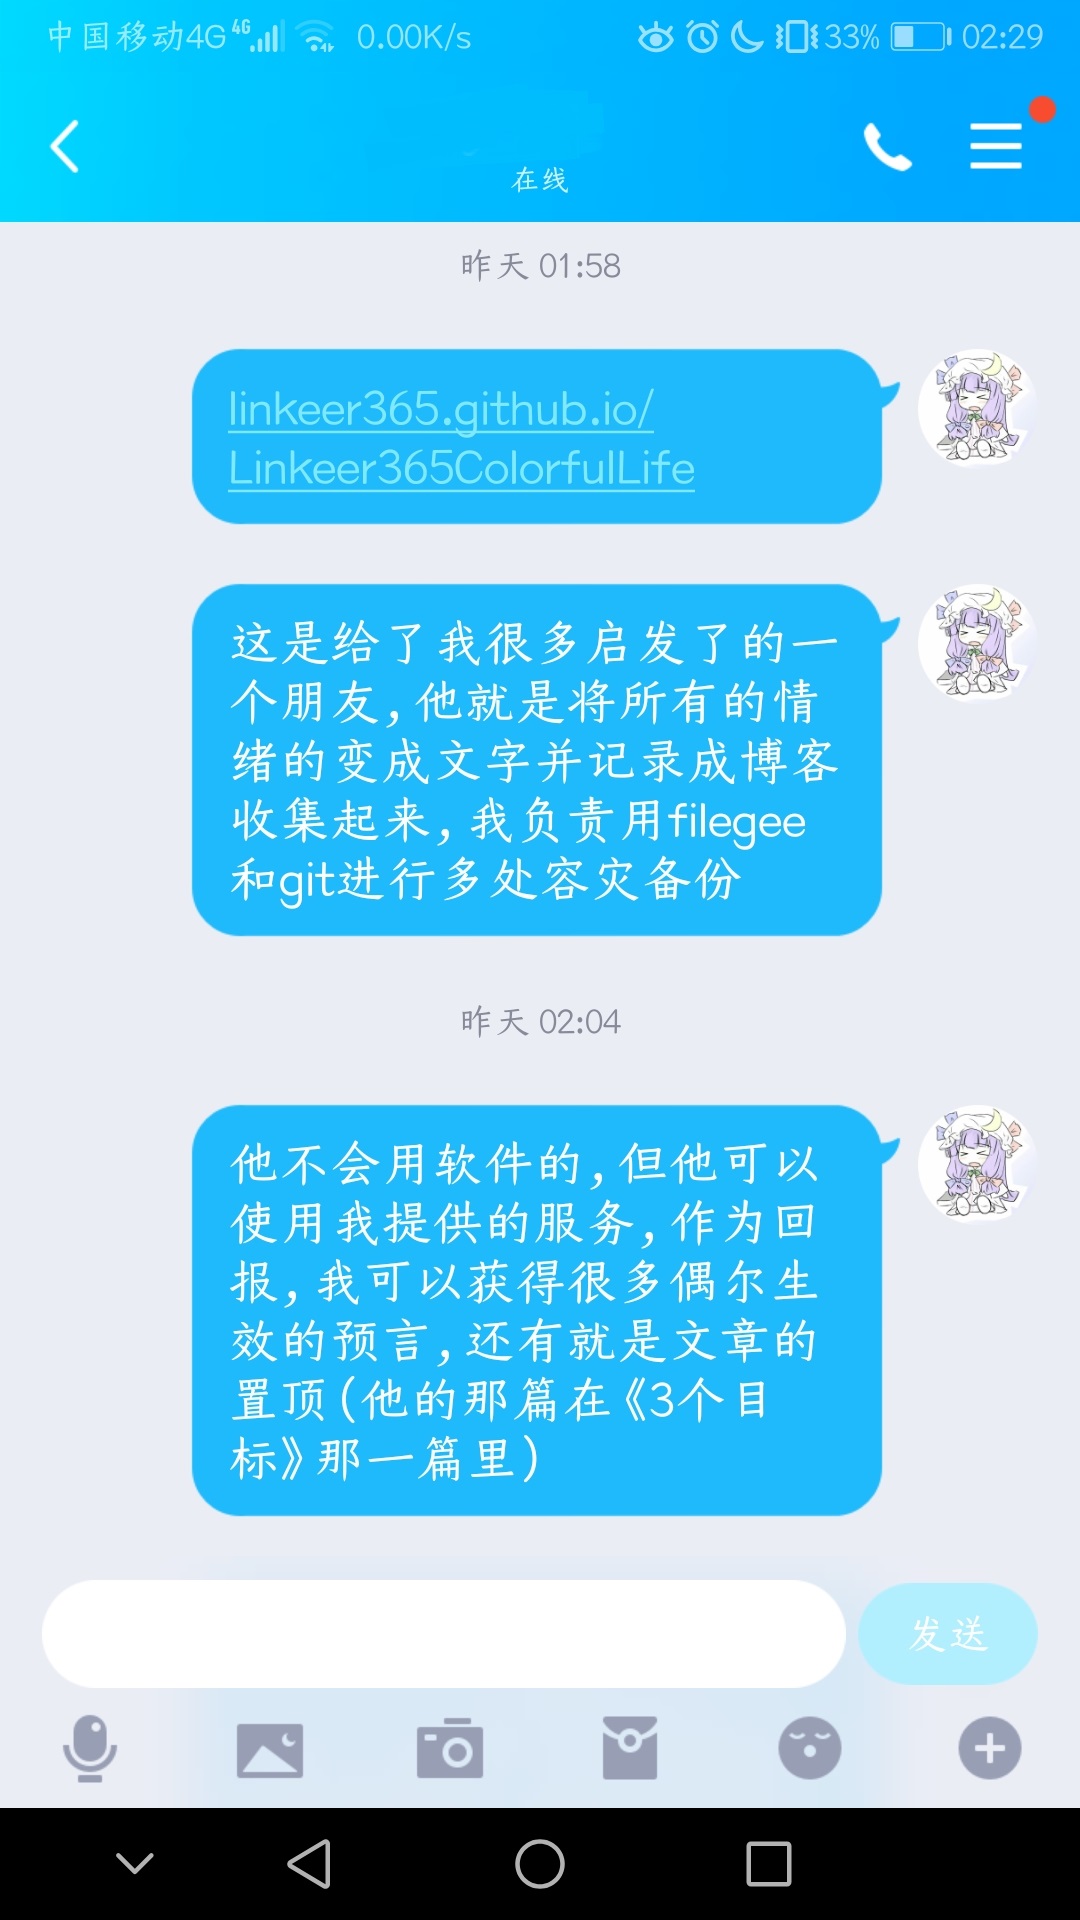 中国移动4G 4G 0.00K/s 33% 02:29
在线
昨天 01:58
linkeer365.github.io/
Linkeer365ColorfulLife
这是给了我很多启发了的一
个朋友,他就是将所有的情
绪的变成文字并记录成博客
收集起来,我负责用filegee
和git进行多处容灾备份
昨天 02:04
他不会用软件的,但他可以
使用我提供的服务,作为回
报,我可以获得很多偶尔生
效的预言,还有就是文章的
置顶(他的那篇在《3个目
标》那一篇里)
发送